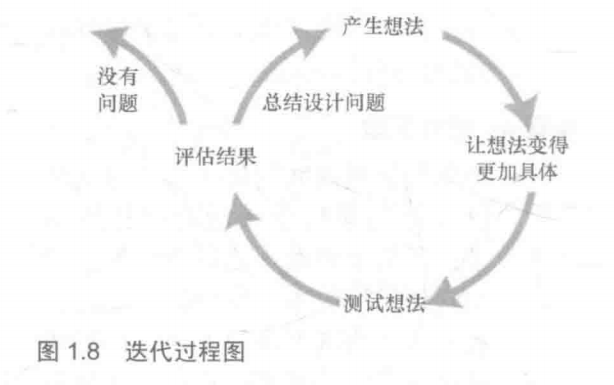 产生想法
没有
问题
总结设计问题
评估结果
让想法变得
更加具体
测试想法
图 1.8 迭代过程图